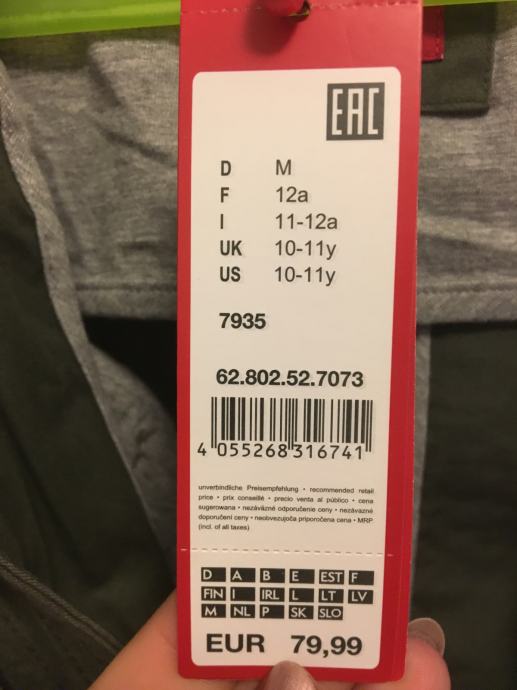 EAC
D M
F 12a
I 11-12a
UK 10-11y
US 10-11y
7935
62.802.52.7073
4 055268 316741
unverbindliche Preisempfehlung • recommended retail
price • prix conseillé • precio venta al público • cena
sugerowana • nezáväzné odporučenie ceny • nezávazné
doporučení ceny • neobvezujoča priporočena cena • MRP
(incl. of all taxes)
D A B E EST F
FIN I IRL L LT LV
M NL P SK SLO
EUR 79,99